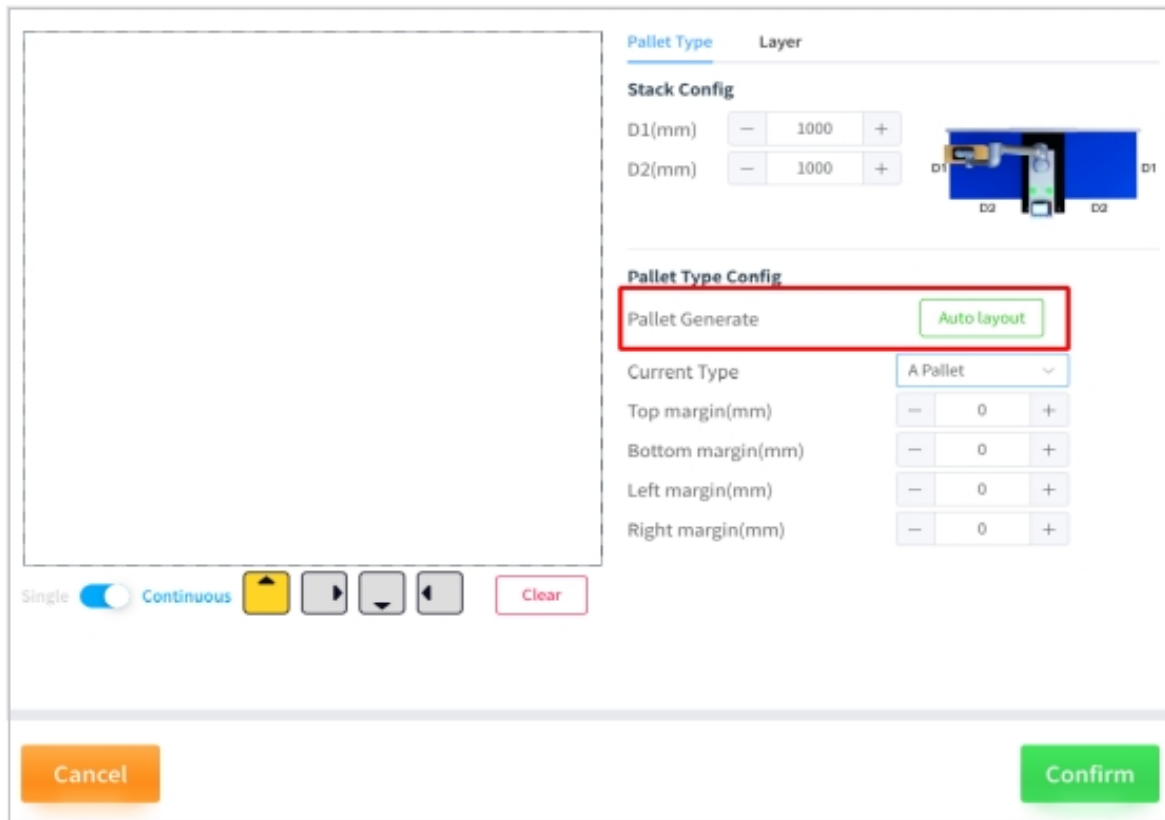 Pallet Type Layer
Stack Config
D1(mm) − 1000 +
D2(mm) − 1000 +
D1 D1
D2 D2
Pallet Type Config
Pallet Generate Auto layout
Current Type A Pallet
Top margin(mm) − 0 +
Bottom margin(mm) − 0 +
Left margin(mm) − 0 +
Right margin(mm) − 0 +
Single Continuous Clear
Cancel Confirm